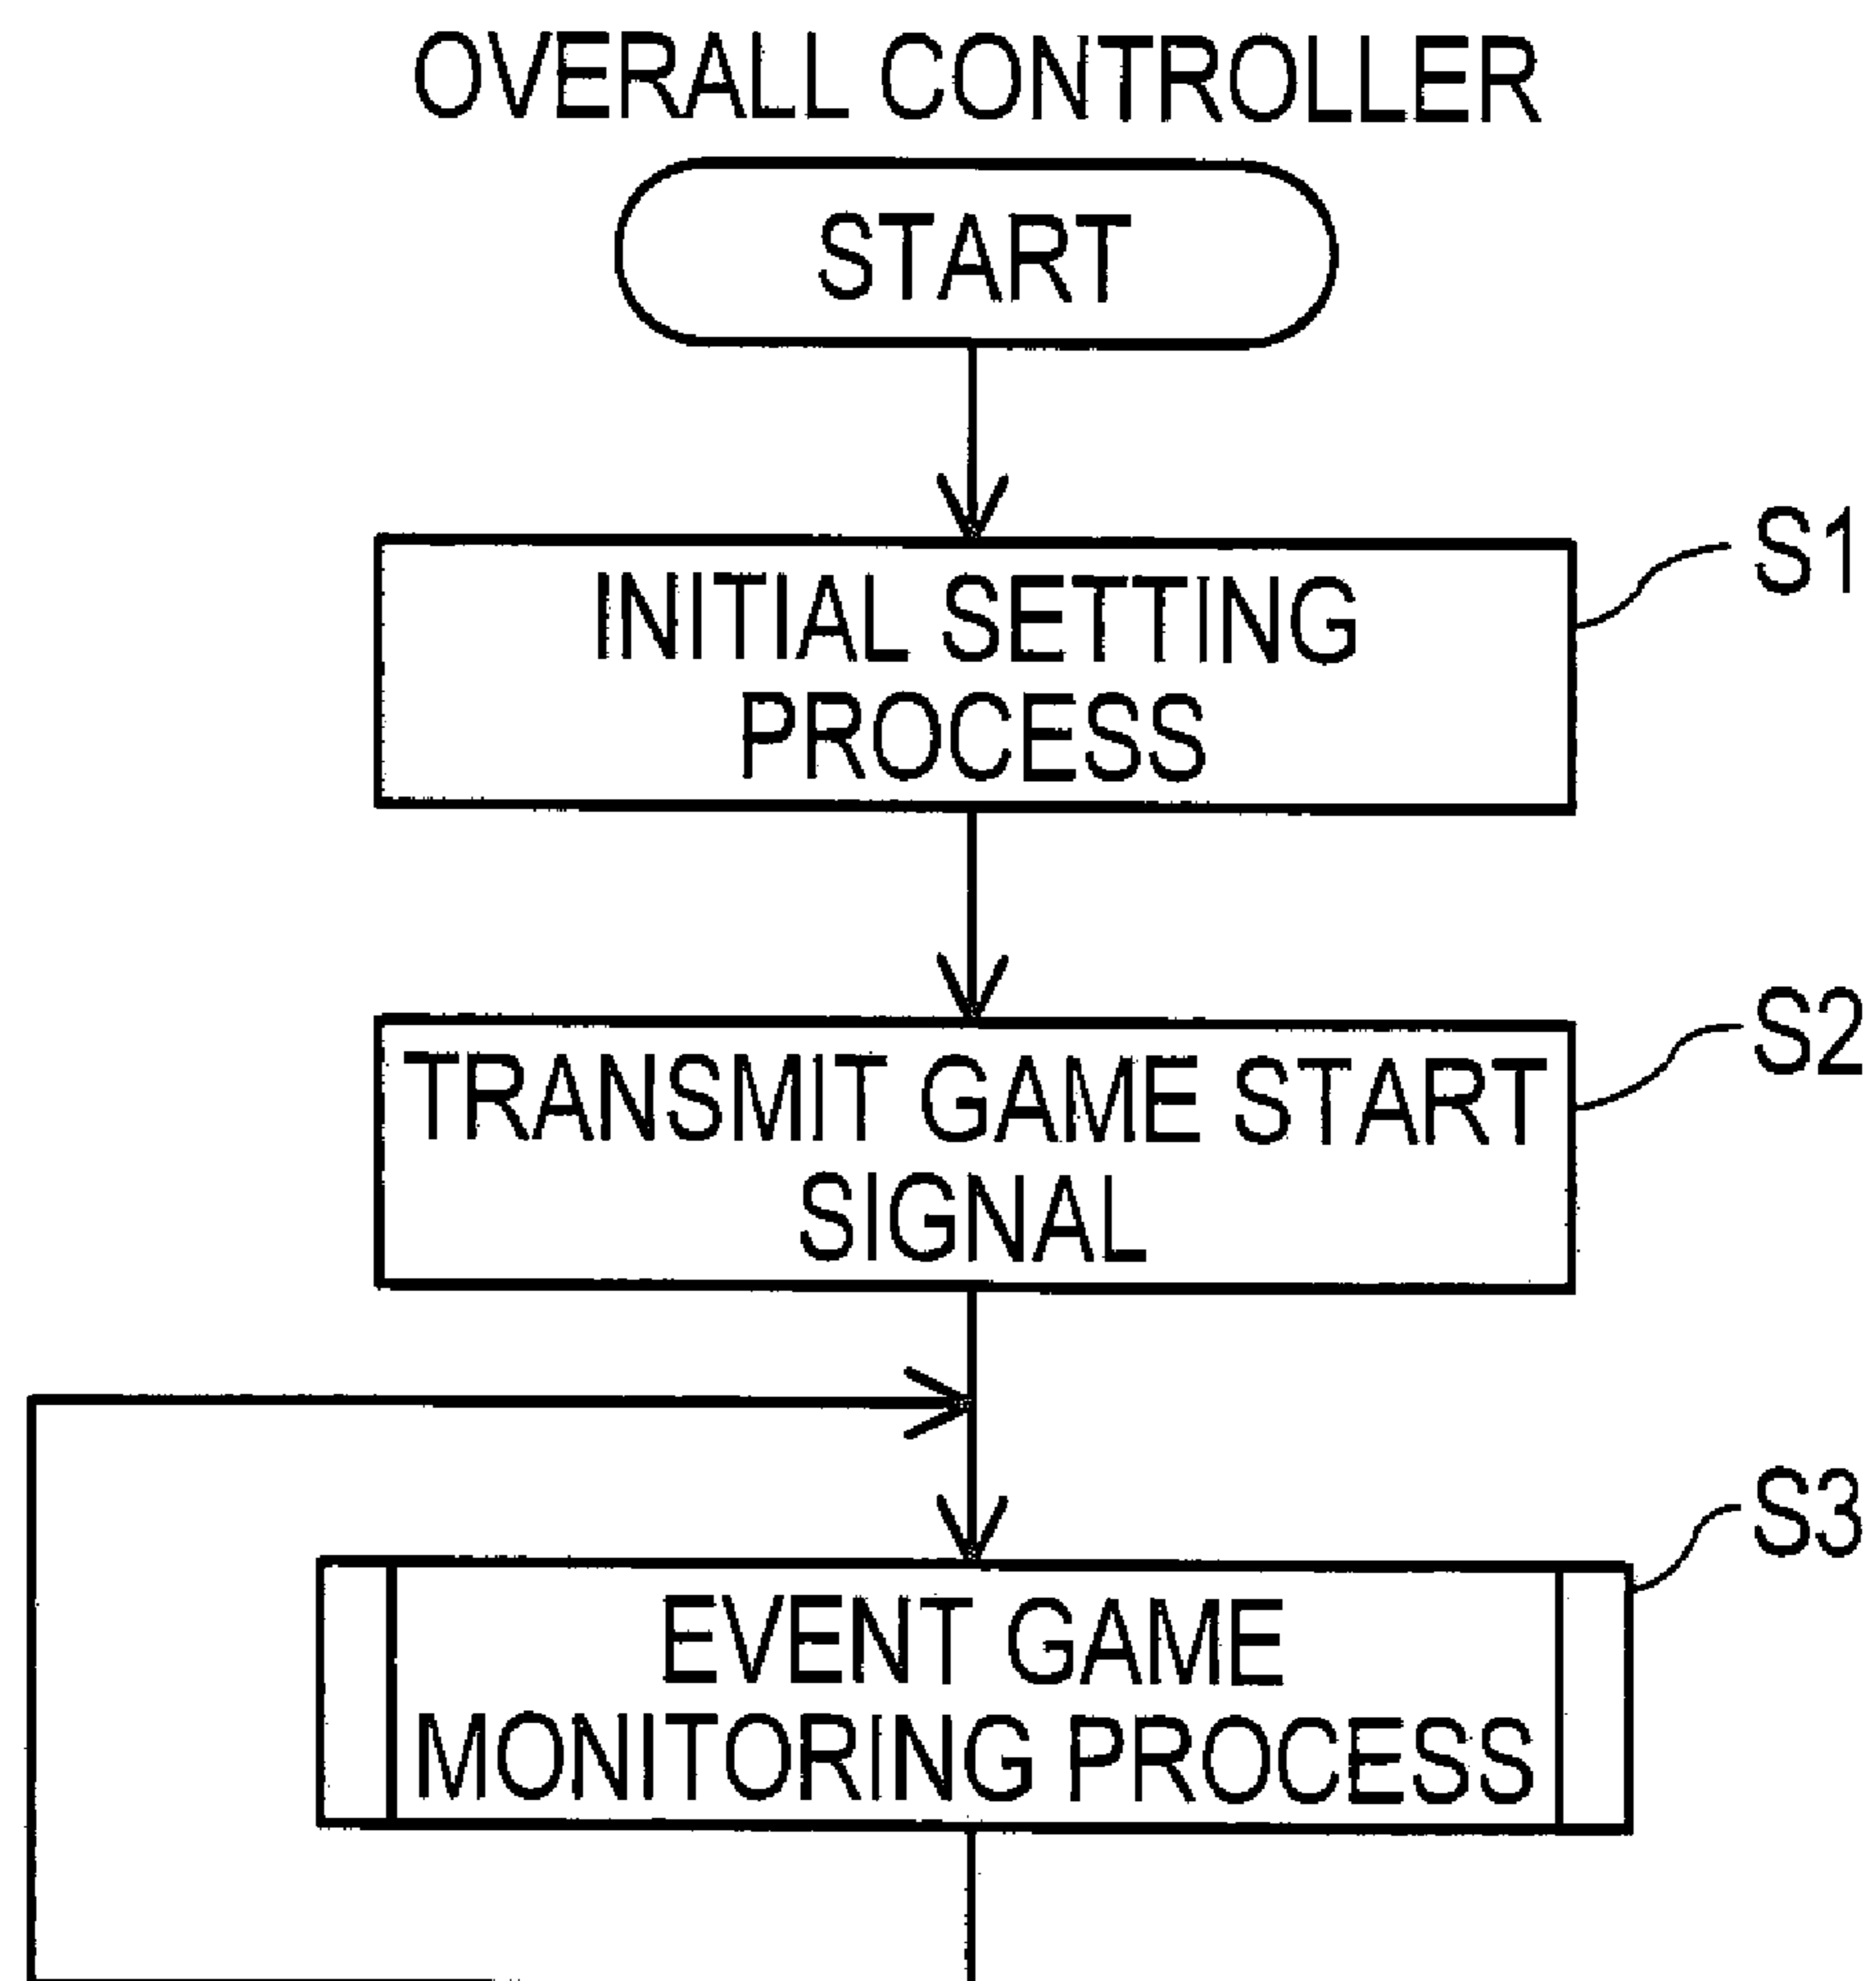 OVERALL CONTROLLER
START
S1
INITIAL SETTING
PROCESS
S2
TRANSMIT GAME START
SIGNAL
S3
EVENT GAME
MONITORING PROCESS